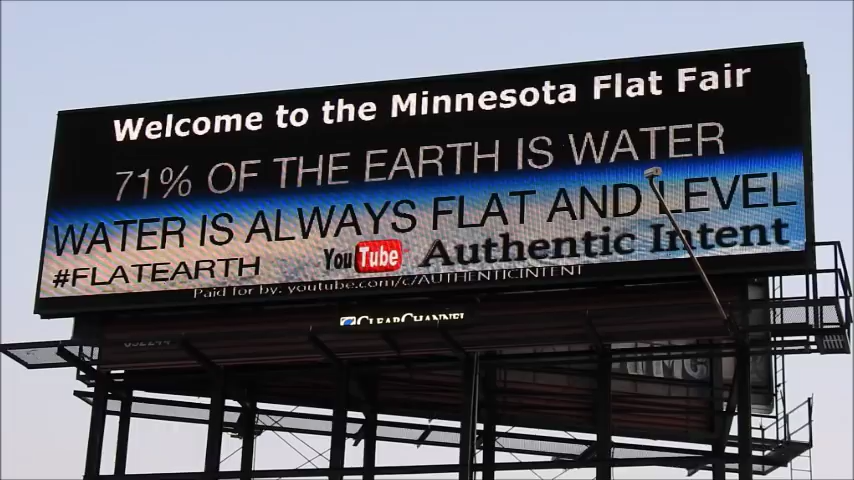 Welcome to the Minnesota Flat Fair
71% OF THE EARTH IS WATER
WATER IS ALWAYS FLAT AND LEVEL
#FLATEARTH YouTube Authentic Intent
Paid for by: youtube.com/c/AUTHENTICINTENT
CLEARCHANNEL